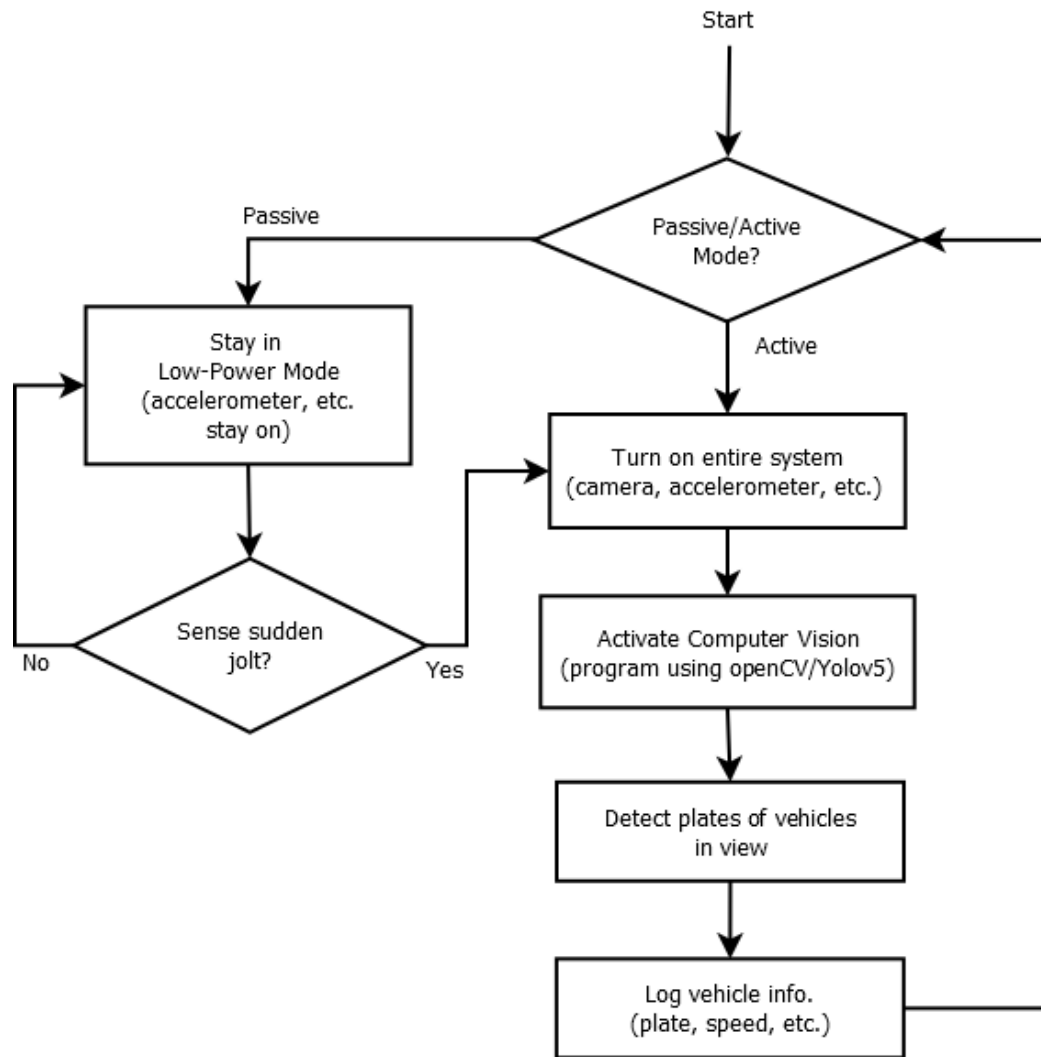 Start
Passive/Active
Mode?
Passive
Active
Stay in
Low-Power Mode
(accelerometer, etc.
stay on)
Turn on entire system
(camera, accelerometer, etc.)
Sense sudden
jolt?
No
Yes
Activate Computer Vision
(program using openCV/Yolov5)
Detect plates of vehicles
in view
Log vehicle info.
(plate, speed, etc.)